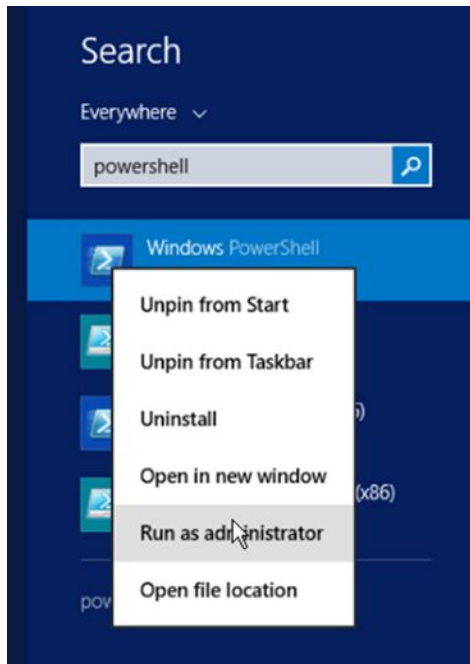 Search
Everywhere
powershell
Windows PowerShell
Unpin from Start
Unpin from Taskbar
Uninstall
Open in new window
(x86)
Run as administrator
Open file location